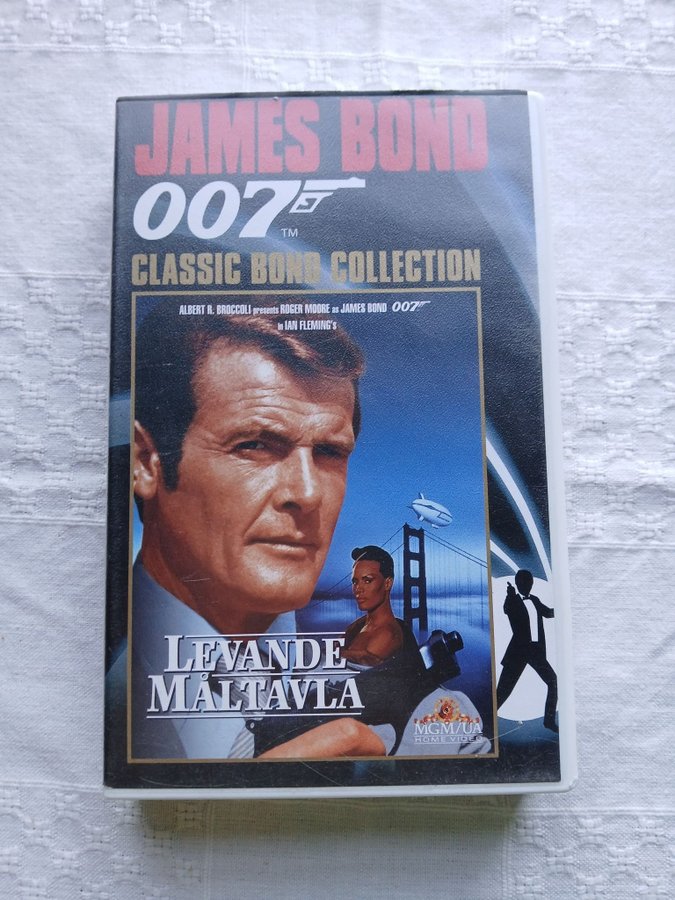 JAMES BOND
007
TM
CLASSIC BOND COLLECTION
ALBERT R. BROCCOLI presents ROGER MOORE as JAMES BOND 007
in IAN FLEMING's
LEVANDE
MÅLTAVLA
MGM/UA
HOME VIDEO